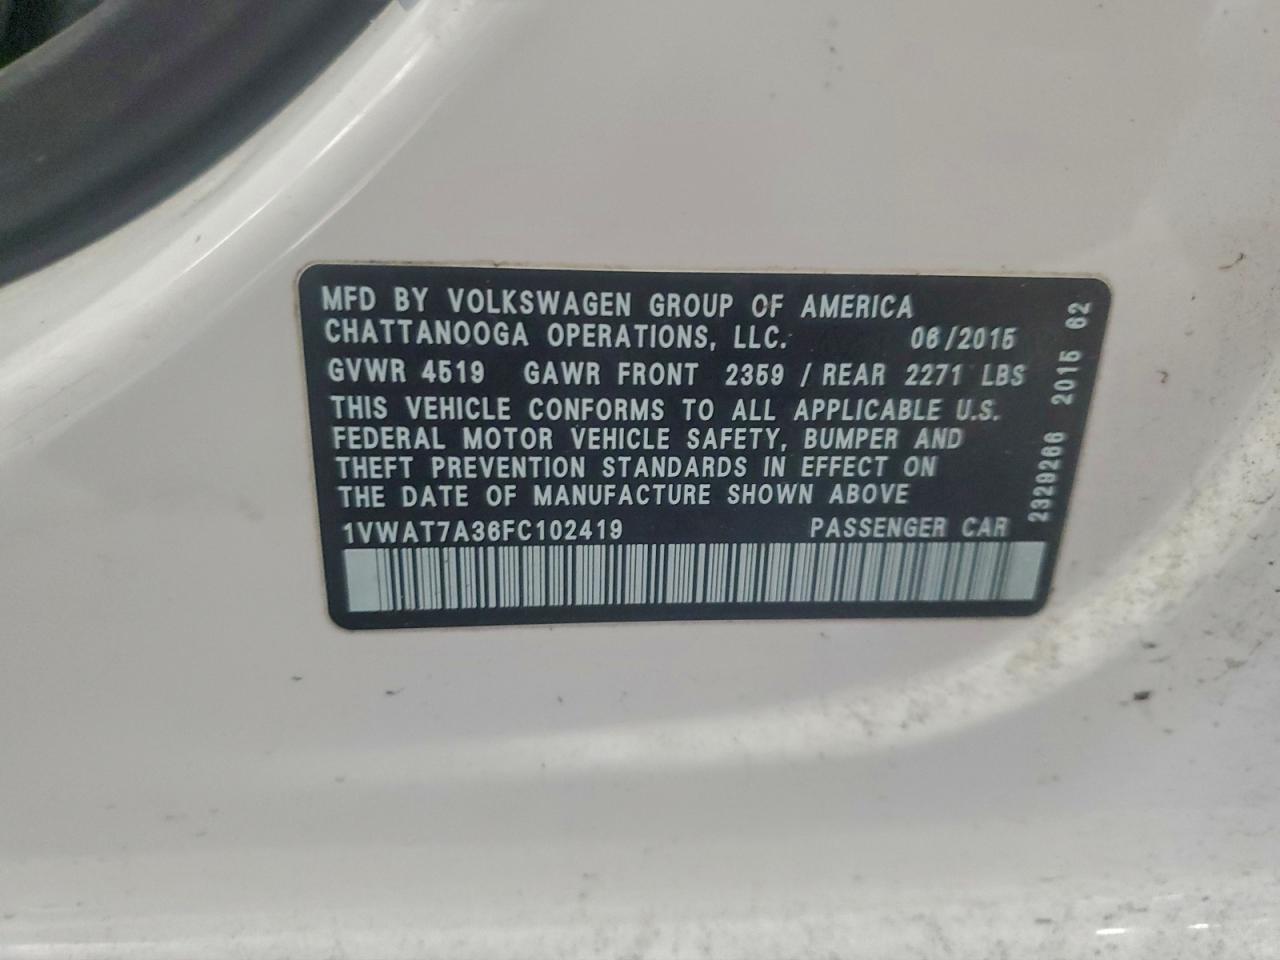 MFD BY VOLKSWAGEN GROUP OF AMERICA
CHATTANOOGA OPERATIONS, LLC. 06/2015
GVWR 4519 GAWR FRONT 2359 / REAR 2271 LBS
THIS VEHICLE CONFORMS TO ALL APPLICABLE U.S.
FEDERAL MOTOR VEHICLE SAFETY, BUMPER AND
THEFT PREVENTION STANDARDS IN EFFECT ON
THE DATE OF MANUFACTURE SHOWN ABOVE
1VWAT7A36FC102419 PASSENGER CAR
2329266 2015 62